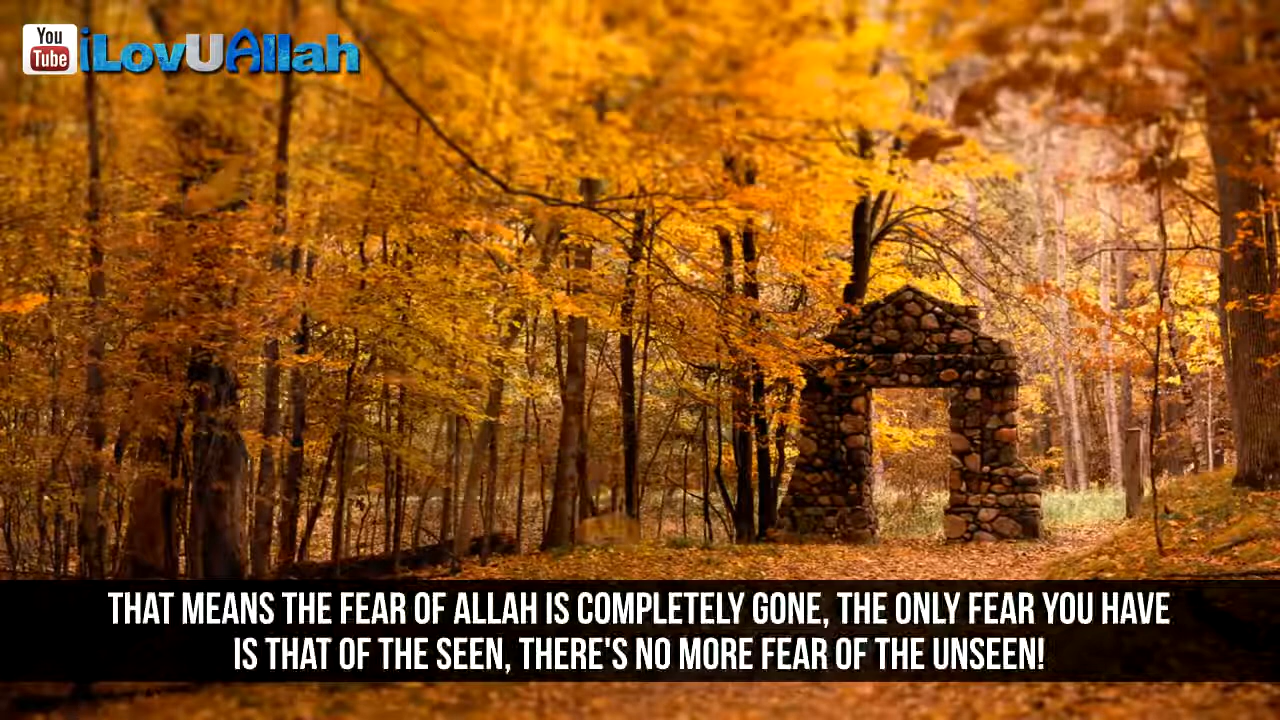 You
Tube
iLovUAllah
THAT MEANS THE FEAR OF ALLAH IS COMPLETELY GONE, THE ONLY FEAR YOU HAVE
IS THAT OF THE SEEN, THERE'S NO MORE FEAR OF THE UNSEEN!